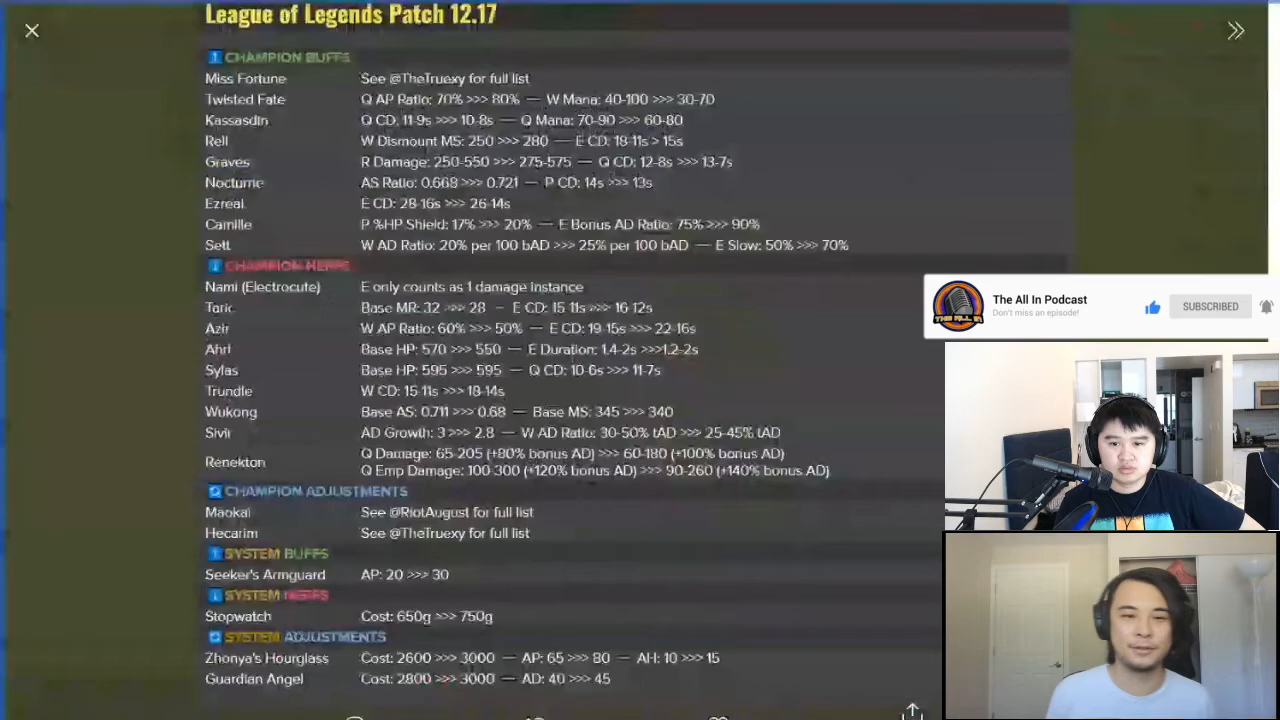 League of Legends Patch 12.17
CHAMPION BUFFS
Miss Fortune See @TheTruexy for full list
Twisted Fate Q AP Ratio: 70% >>> 80% — W Mana: 40-100 >>> 30-70
Kassasdin Q CD: 11-9s >>> 10-8s — Q Mana: 70-90 >>> 60-80
Rell W Dismount MS: 250 >>> 280 — E CD: 18-11s > 15s
Graves R Damage: 250-550 >>> 275-575 — Q CD: 12-8s >>> 13-7s
Nocturne AS Ratio: 0.668 >>> 0.721 — P CD: 14s >>> 13s
Ezreal E CD: 28-16s >>> 26-14s
Camille P %HP Shield: 17% >>> 20% — E Bonus AD Ratio: 75% >>> 90%
Sett W AD Ratio: 20% per 100 bAD >>> 25% per 100 bAD — E Slow: 50% >>> 70%
CHAMPION NERFS
Nami (Electrocute) E only counts as 1 damage instance
Taric Base MR: 32 >>> 28 – E CD: 15-11s >>> 16-12s
Azir W AP Ratio: 60% >>> 50% — E CD: 19-15s >>> 22-16s
Ahri Base HP: 570 >>> 550 — E Duration: 1.4-2s >>>1.2-2s
Sylas Base HP: 595 >>> 595 — Q CD: 10-6s >>> 11-7s
Trundle W CD: 15-11s >>> 18-14s
Wukong Base AS: 0.711 >>> 0.68 — Base MS: 345 >>> 340
Sivir AD Growth: 3 >>> 2.8 — W AD Ratio: 30-50% tAD >>> 25-45% tAD
Renekton Q Damage: 65-205 (+80% bonus AD) >>> 60-180 (+100% bonus AD)
Q Emp Damage: 100-300 (+120% bonus AD) >>> 90-260 (+140% bonus AD)
CHAMPION ADJUSTMENTS
Maokai See @RiotAugust for full list
Hecarim See @TheTruexy for full list
SYSTEM BUFFS
Seeker's Armguard AP: 20 >>> 30
SYSTEM NERFS
Stopwatch Cost: 650g >>> 750g
SYSTEM ADJUSTMENTS
Zhonya's Hourglass Cost: 2600 >>> 3000 — AP: 65 >>> 80 — AH: 10 >>> 15
Guardian Angel Cost: 2800 >>> 3000 — AD: 40 >>> 45
The All In Podcast
Don't miss an episode!
SUBSCRIBED
THE ALL IN